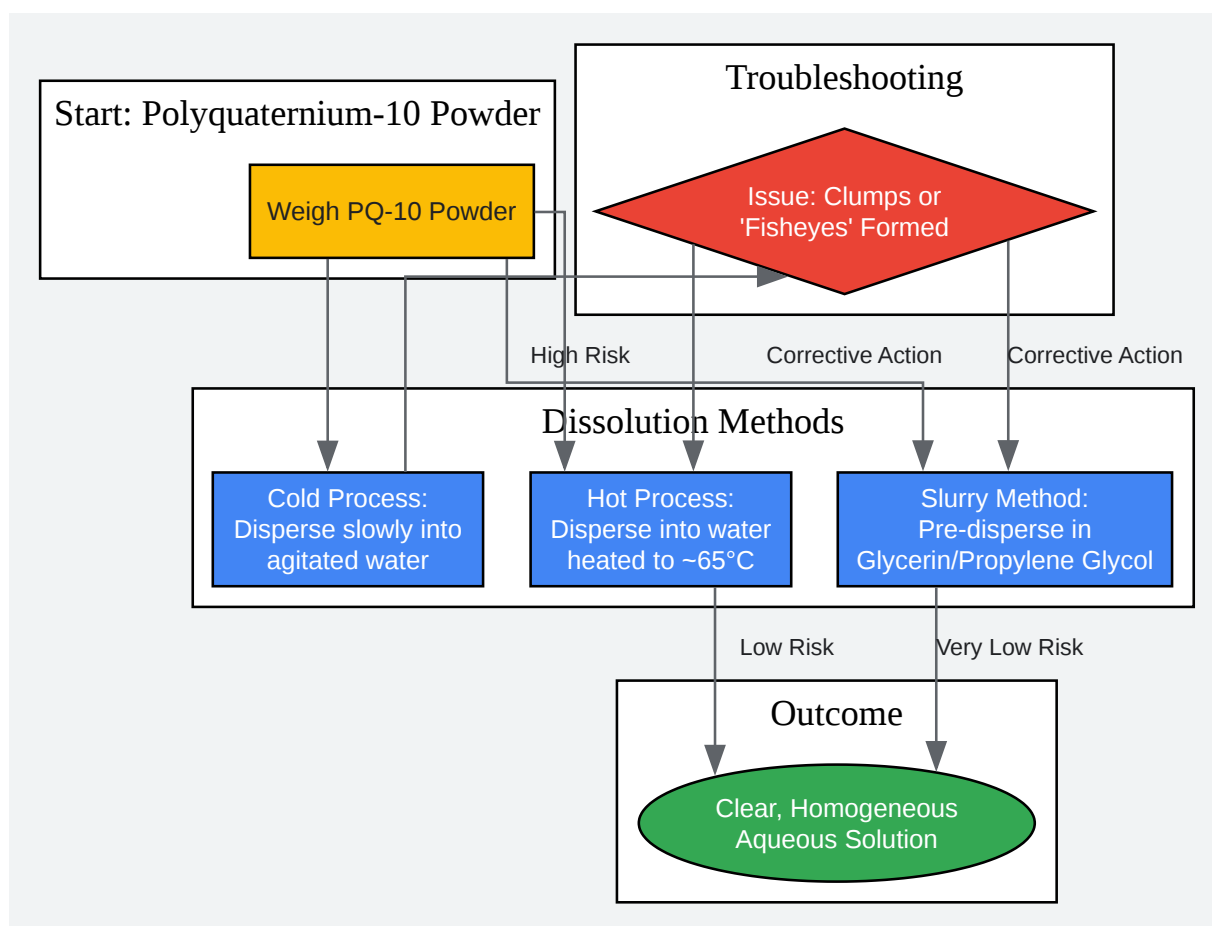 Start: Polyquaternium-10 Powder
Weigh PQ-10 Powder
Troubleshooting
Issue: Clumps or
'Fisheyes' Formed
High Risk
Corrective Action
Corrective Action
Dissolution Methods
Cold Process:
Disperse slowly into
agitated water
Hot Process:
Disperse into water
heated to ~65°C
Slurry Method:
Pre-disperse in
Glycerin/Propylene Glycol
Low Risk
Very Low Risk
Outcome
Clear, Homogeneous
Aqueous Solution